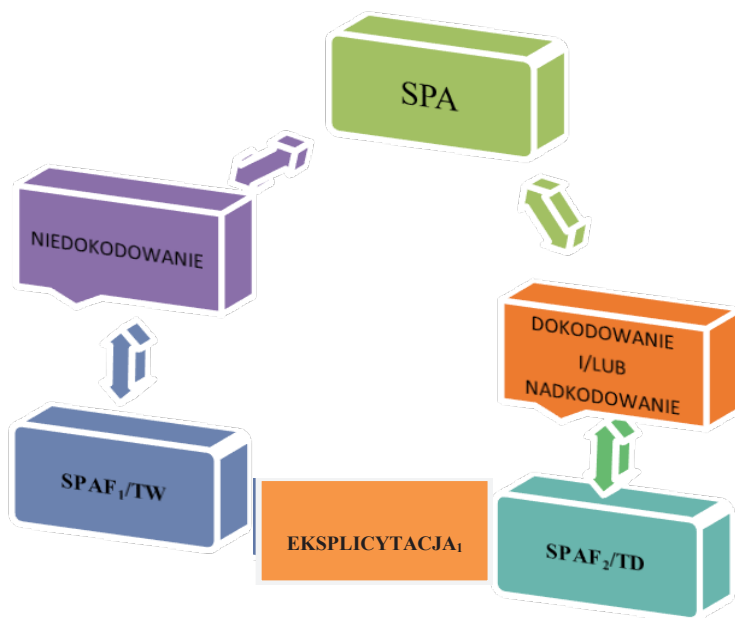 SPA
NIEDOKODOWANIE
DOKODOWANIE
I/LUB
NADKODOWANIE
SPAF₁/TW
EKSPLICYTACJA₁
SPAF₂/TD